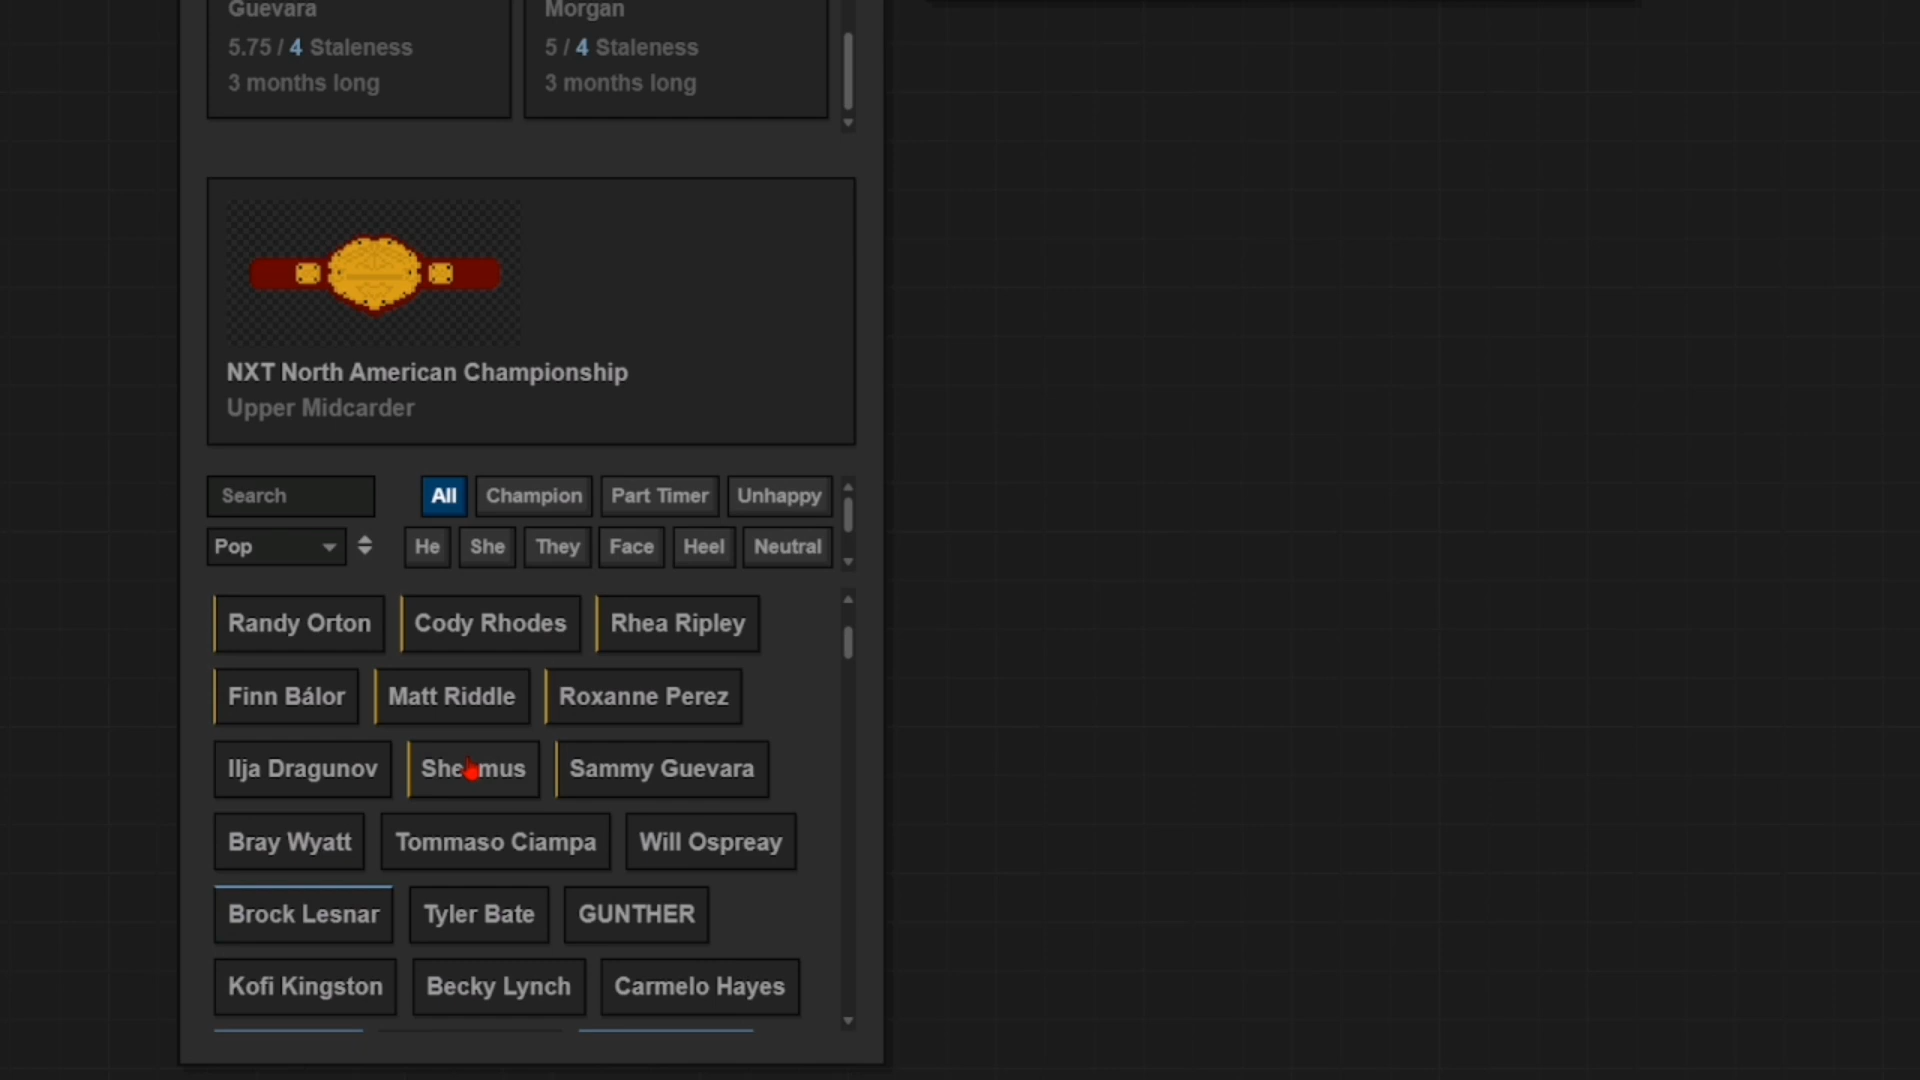 Guevara
Morgan
5.75 / 4 Staleness
5 / 4 Staleness
3 months long
3 months long
NXT North American Championship
Upper Midcarder
Search
All
Champion
Part Timer
Unhappy
Pop
He
She
They
Face
Heel
Neutral
Randy Orton
Cody Rhodes
Rhea Ripley
Finn Bálor
Matt Riddle
Roxanne Perez
Ilja Dragunov
Sheamus
Sammy Guevara
Bray Wyatt
Tommaso Ciampa
Will Ospreay
Brock Lesnar
Tyler Bate
GUNTHER
Kofi Kingston
Becky Lynch
Carmelo Hayes